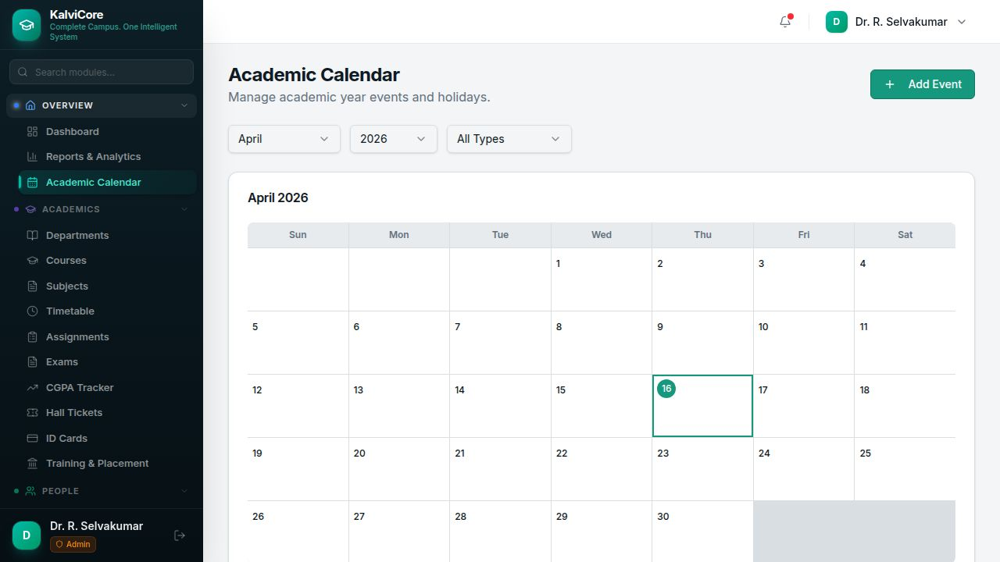 KalviCore
Complete Campus. One Intelligent
System
Search modules...
OVERVIEW
Dashboard
Reports & Analytics
Academic Calendar
ACADEMICS
Departments
Courses
Subjects
Timetable
Assignments
Exams
CGPA Tracker
Hall Tickets
ID Cards
Training & Placement
PEOPLE
D
Dr. R. Selvakumar
Admin
D Dr. R. Selvakumar
Academic Calendar
Manage academic year events and holidays.
Add Event
April 2026 All Types
April 2026
Sun Mon Tue Wed Thu Fri Sat
1 2 3 4
5 6 7 8 9 10 11
12 13 14 15 16 17 18
19 20 21 22 23 24 25
26 27 28 29 30